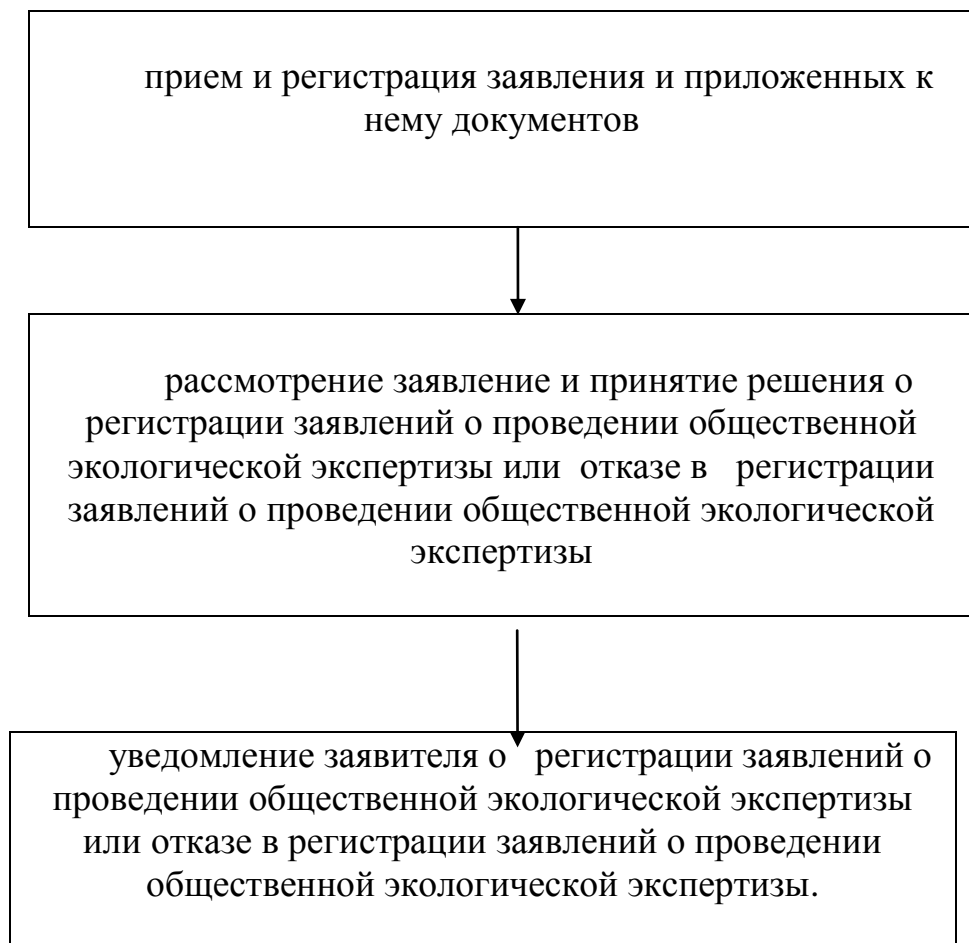 прием и регистрация заявления и приложенных к
нему документов
рассмотрение заявление и принятие решения о
регистрации заявлений о проведении общественной
экологической экспертизы или отказе в регистрации
заявлений о проведении общественной экологической
экспертизы
уведомление заявителя о регистрации заявлений о
проведении общественной экологической экспертизы
или отказе в регистрации заявлений о проведении
общественной экологической экспертизы.